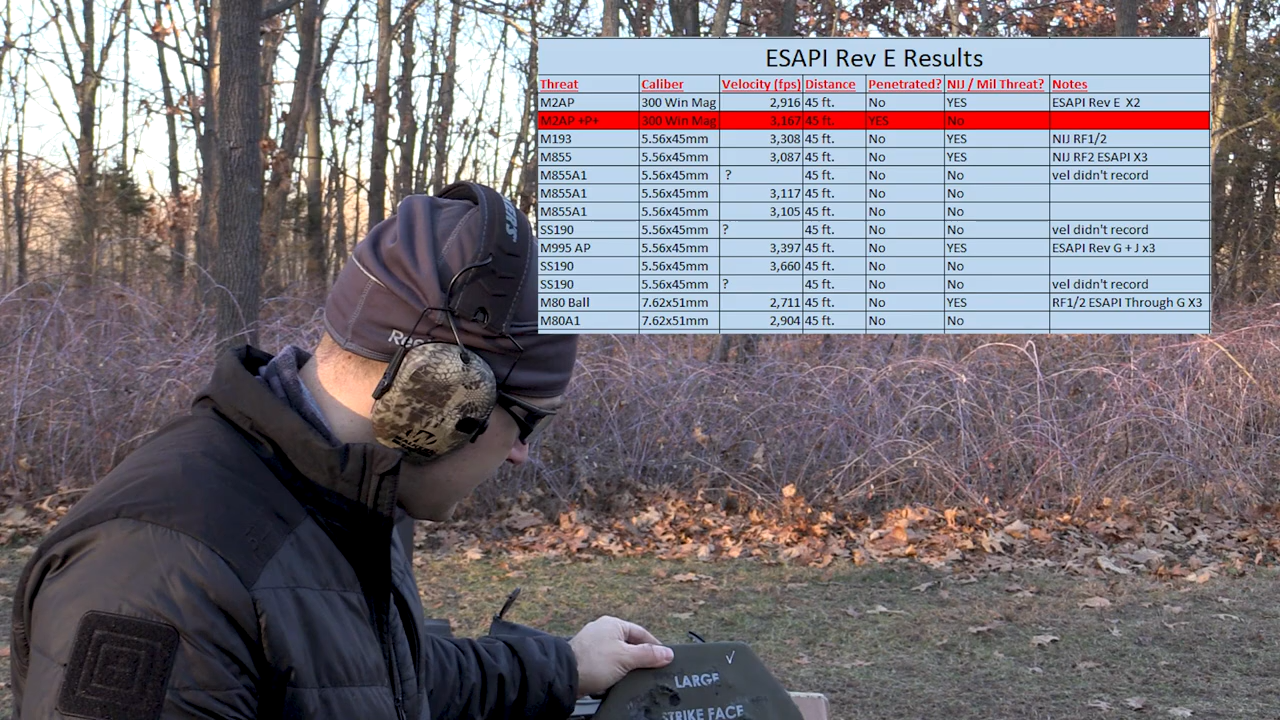 ESAPI Rev E Results
Threat Caliber Velocity (fps) Distance Penetrated? NIJ / Mil Threat? Notes
M2AP 300 Win Mag 2,916 45 ft. No YES ESAPI Rev E X2
M2AP +P+ 300 Win Mag 3,167 45 ft. YES No
M193 5.56x45mm 3,308 45 ft. No YES NIJ RF1/2
M855 5.56x45mm 3,087 45 ft. No YES NIJ RF2 ESAPI X3
M855A1 5.56x45mm ? 45 ft. No No vel didn't record
M855A1 5.56x45mm 3,117 45 ft. No No
M855A1 5.56x45mm 3,105 45 ft. No No
SS190 5.56x45mm ? 45 ft. No No vel didn't record
M995 AP 5.56x45mm 3,397 45 ft. No YES ESAPI Rev G + J x3
SS190 5.56x45mm 3,660 45 ft. No No
SS190 5.56x45mm ? 45 ft. No No vel didn't record
M80 Ball 7.62x51mm 2,711 45 ft. No YES RF1/2 ESAPI Through G X3
M80A1 7.62x51mm 2,904 45 ft. No No
LARGE
STRIKE FACE